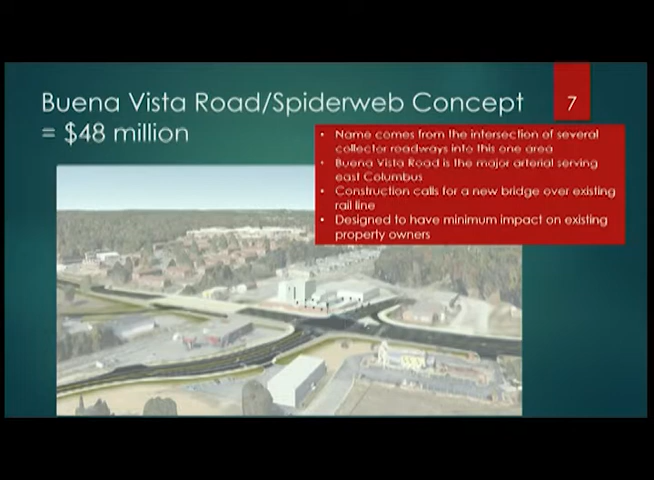 Buena Vista Road/Spiderweb Concept
= $48 million
7
• Name comes from the intersection of several
collector roadways into this one area
• Buena Vista Road is the major arterial serving
east Columbus
• Construction calls for a new bridge over existing
rail line
• Designed to have minimum impact on existing
property owners